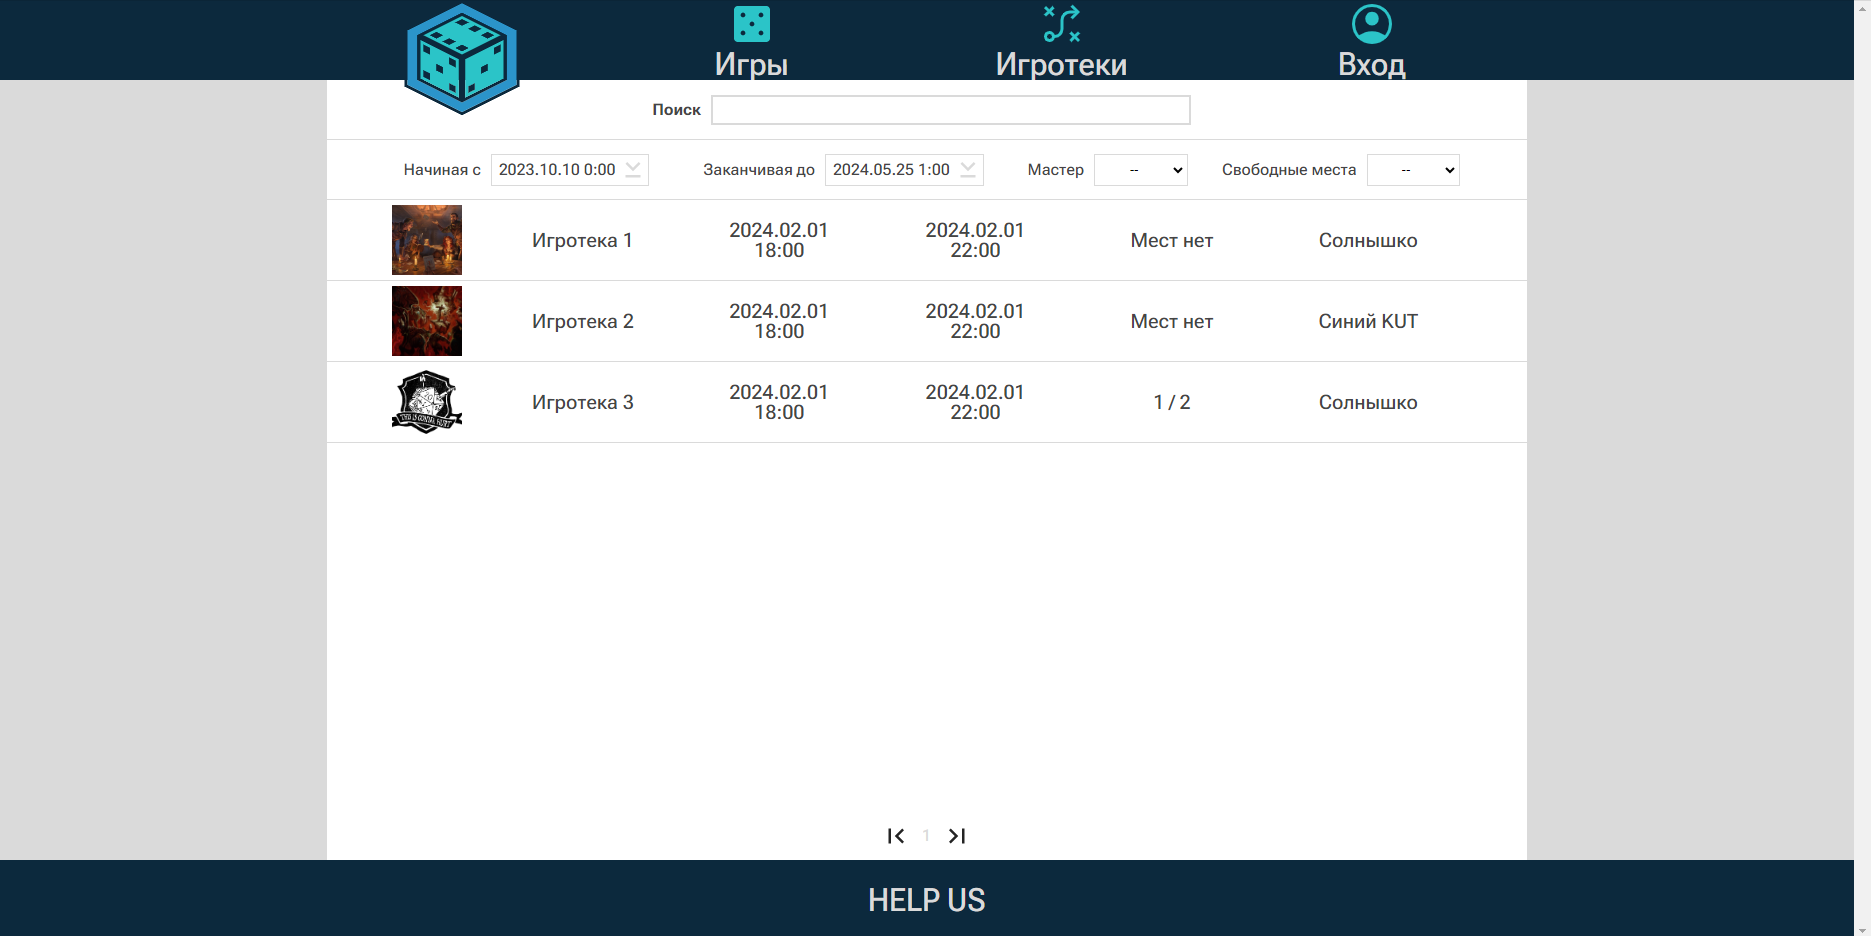 Игры
Игротеки
Вход
Поиск
Начиная с 2023.10.10 0:00 Заканчивая до 2024.05.25 1:00 Мастер -- Свободные места --
Игротека 1 2024.02.01 18:00 2024.02.01 22:00 Мест нет Солнышко
Игротека 2 2024.02.01 18:00 2024.02.01 22:00 Мест нет Синий KUT
Игротека 3 2024.02.01 18:00 2024.02.01 22:00 1 / 2 Солнышко
1
HELP US